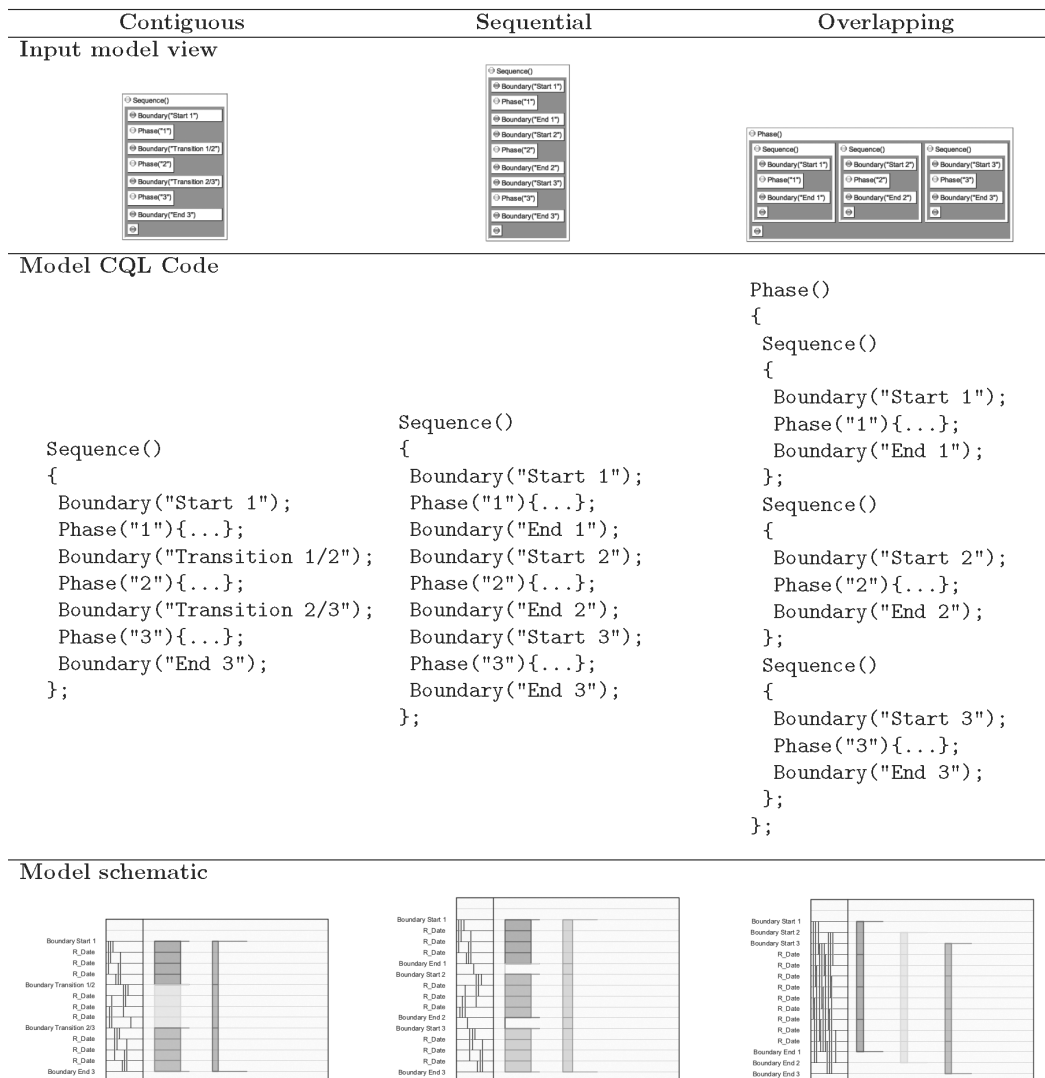 Contiguous Sequential Overlapping
Input model view
Sequence()
Boundary("Start 1")
Phase("1")
Boundary("Transition 1/2")
Phase("2")
Boundary("Transition 2/3")
Phase("3")
Boundary("End 3")
Sequence()
Boundary("Start 1")
Phase("1")
Boundary("End 1")
Boundary("Start 2")
Phase("2")
Boundary("End 2")
Boundary("Start 3")
Phase("3")
Boundary("End 3")
Phase()
Sequence() Sequence() Sequence()
Boundary("Start 1") Boundary("Start 2") Boundary("Start 3")
Phase("1") Phase("2") Phase("3")
Boundary("End 1") Boundary("End 2") Boundary("End 3")
Model CQL Code
Sequence()
{
Boundary("Start 1");
Phase("1"){...};
Boundary("Transition 1/2");
Phase("2"){...};
Boundary("Transition 2/3");
Phase("3"){...};
Boundary("End 3");
};
Sequence()
{
Boundary("Start 1");
Phase("1"){...};
Boundary("End 1");
Boundary("Start 2");
Phase("2"){...};
Boundary("End 2");
Boundary("Start 3");
Phase("3"){...};
Boundary("End 3");
};
Phase()
{
Sequence()
{
Boundary("Start 1");
Phase("1"){...};
Boundary("End 1");
};
Sequence()
{
Boundary("Start 2");
Phase("2"){...};
Boundary("End 2");
};
Sequence()
{
Boundary("Start 3");
Phase("3"){...};
Boundary("End 3");
};
};
Model schematic
Boundary Start 1
R_Date
R_Date
R_Date
Boundary Transition 1/2
R_Date
R_Date
R_Date
Boundary Transition 2/3
R_Date
R_Date
R_Date
Boundary End 3
Boundary Start 1
R_Date
R_Date
R_Date
Boundary End 1
Boundary Start 2
R_Date
R_Date
R_Date
Boundary End 2
Boundary Start 3
R_Date
R_Date
R_Date
Boundary End 3
Boundary Start 1
Boundary Start 2
Boundary Start 3
R_Date
R_Date
R_Date
R_Date
R_Date
R_Date
R_Date
R_Date
R_Date
Boundary End 1
Boundary End 2
Boundary End 3